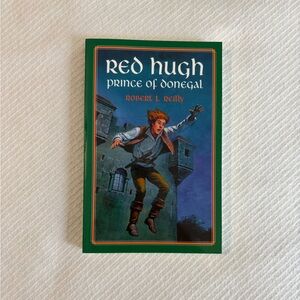 Red Hugh
Prince of Donegal
Robert T. Reilly